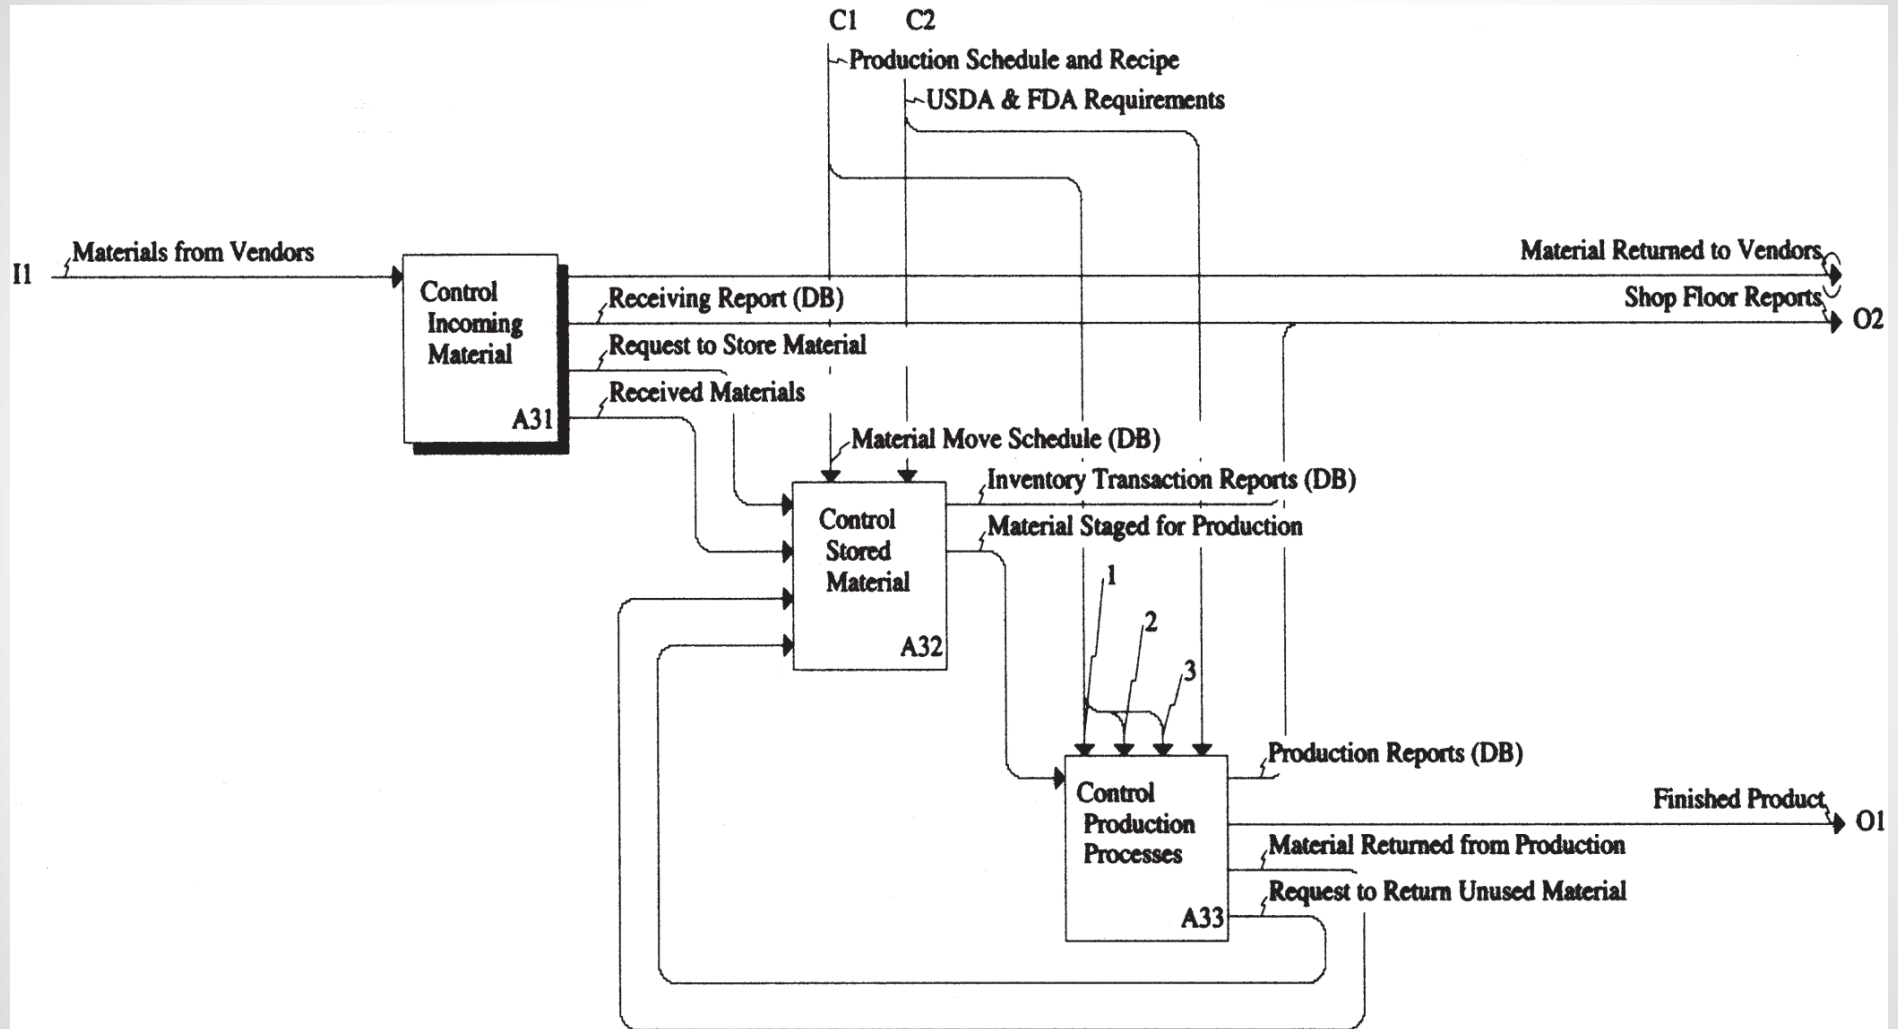 C1 C2
Production Schedule and Recipe
USDA & FDA Requirements
I1
Materials from Vendors
Material Returned to Vendors
Control
Incoming
Material
A31
Receiving Report (DB)
Shop Floor Reports
O2
Request to Store Material
Received Materials
Material Move Schedule (DB)
Inventory Transaction Reports (DB)
Control
Stored
Material
A32
Material Staged for Production
1
2
3
Production Reports (DB)
Control
Production
Processes
A33
Finished Product
O1
Material Returned from Production
Request to Return Unused Material